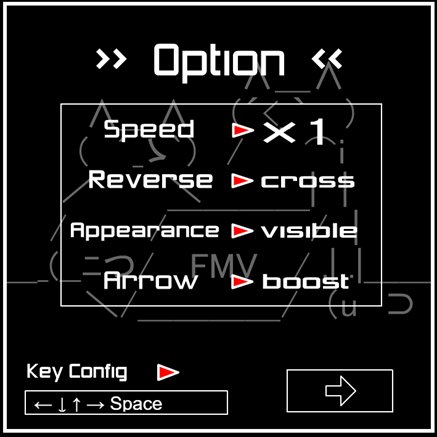 >> Option <<
Speed × 1
Reverse cross
Appearance visible
Arrow boost
FMV
Key Config
←↓↑→ Space